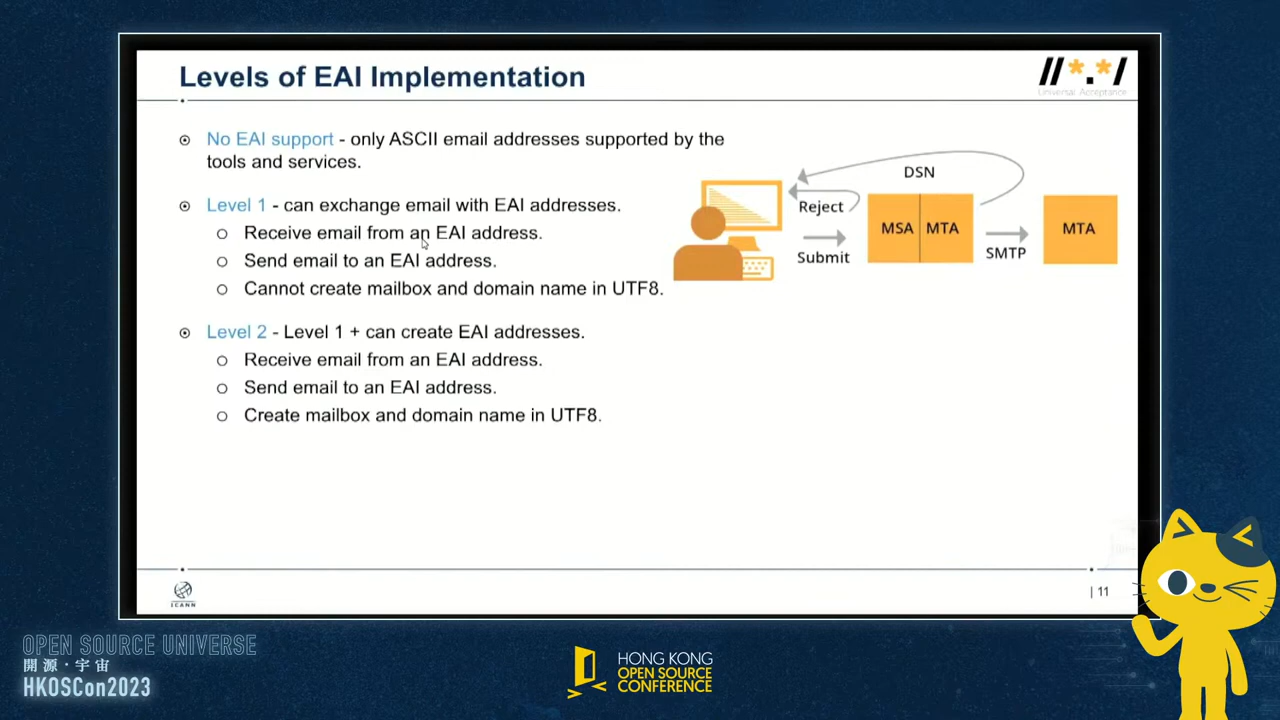 Levels of EAI Implementation
Universal Acceptance
No EAI support - only ASCII email addresses supported by the
tools and services.
Level 1 - can exchange email with EAI addresses.
Receive email from an EAI address.
Send email to an EAI address.
Cannot create mailbox and domain name in UTF8.
Level 2 - Level 1 + can create EAI addresses.
Receive email from an EAI address.
Send email to an EAI address.
Create mailbox and domain name in UTF8.
DSN
Reject
Submit
MSA
MTA
SMTP
MTA
ICANN
| 11
OPEN SOURCE UNIVERSE
開源·宇宙
HKOSCon2023
HONG KONG
OPEN SOURCE
CONFERENCE